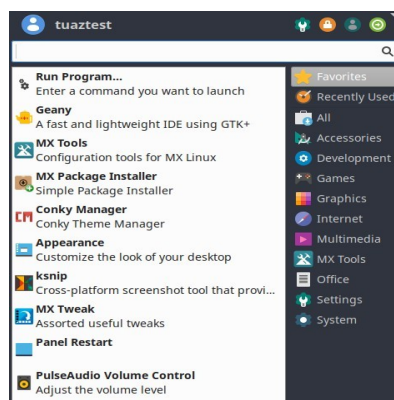 tuaztest
Run Program...
Enter a command you want to launch
Geany
A fast and lightweight IDE using GTK+
MX Tools
Configuration tools for MX Linux
MX Package Installer
Simple Package Installer
Conky Manager
Conky Theme Manager
Appearance
Customize the look of your desktop
ksnip
Cross-platform screenshot tool that provi...
MX Tweak
Assorted useful tweaks
Panel Restart
PulseAudio Volume Control
Adjust the volume level
Favorites
Recently Used
All
Accessories
Development
Games
Graphics
Internet
Multimedia
MX Tools
Office
Settings
System